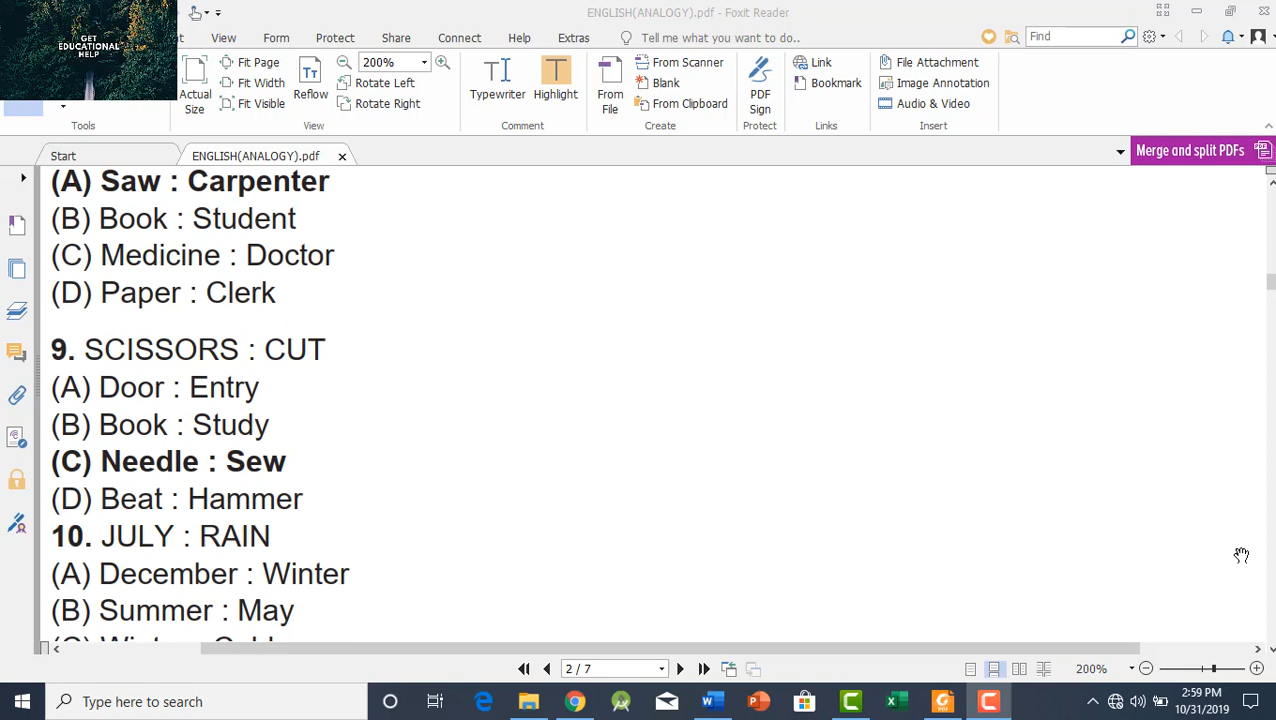 ENGLISH(ANALOGY).pdf - Foxit Reader
GET
EDUCATIONAL
HELP
View Form Protect Share Connect Help Extras Tell me what you want to do... Find
Actual
Size
Fit Page
Fit Width
Fit Visible
Reflow
200%
Rotate Left
Rotate Right
Typewriter
Highlight
From
File
From Scanner
Blank
From Clipboard
PDF
Sign
Link
Bookmark
File Attachment
Image Annotation
Audio & Video
Tools View Comment Create Protect Links Insert
Start ENGLISH(ANALOGY).pdf Merge and split PDFs
(A) Saw : Carpenter
(B) Book : Student
(C) Medicine : Doctor
(D) Paper : Clerk
9. SCISSORS : CUT
(A) Door : Entry
(B) Book : Study
(C) Needle : Sew
(D) Beat : Hammer
10. JULY : RAIN
(A) December : Winter
(B) Summer : May
2 / 7 200%
Type here to search
2:59 PM
10/31/2019